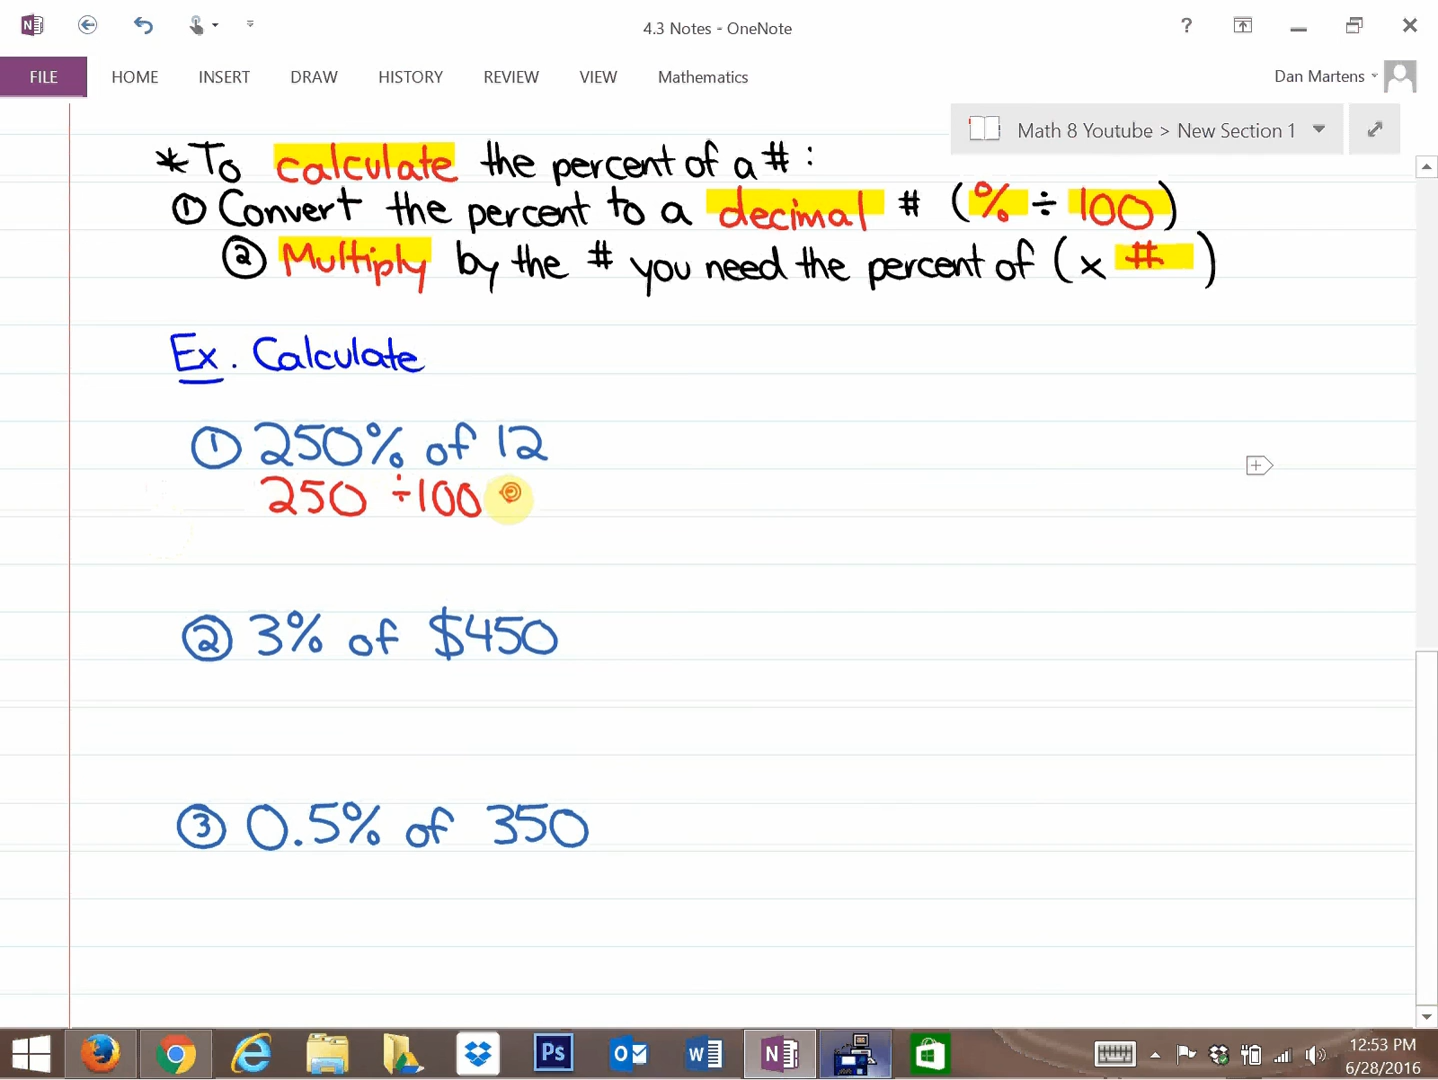 4.3 Notes - OneNote
?
FILE HOME INSERT DRAW HISTORY REVIEW VIEW Mathematics
Dan Martens
Math 8 Youtube > New Section 1
*To calculate the percent of a # :
① Convert the percent to a decimal # (% ÷ 100)
② Multiply by the # you need the percent of (x #)
Ex. Calculate
① 250% of 12
250 ÷100
② 3% of $450
③ 0.5% of 350
12:53 PM
6/28/2016